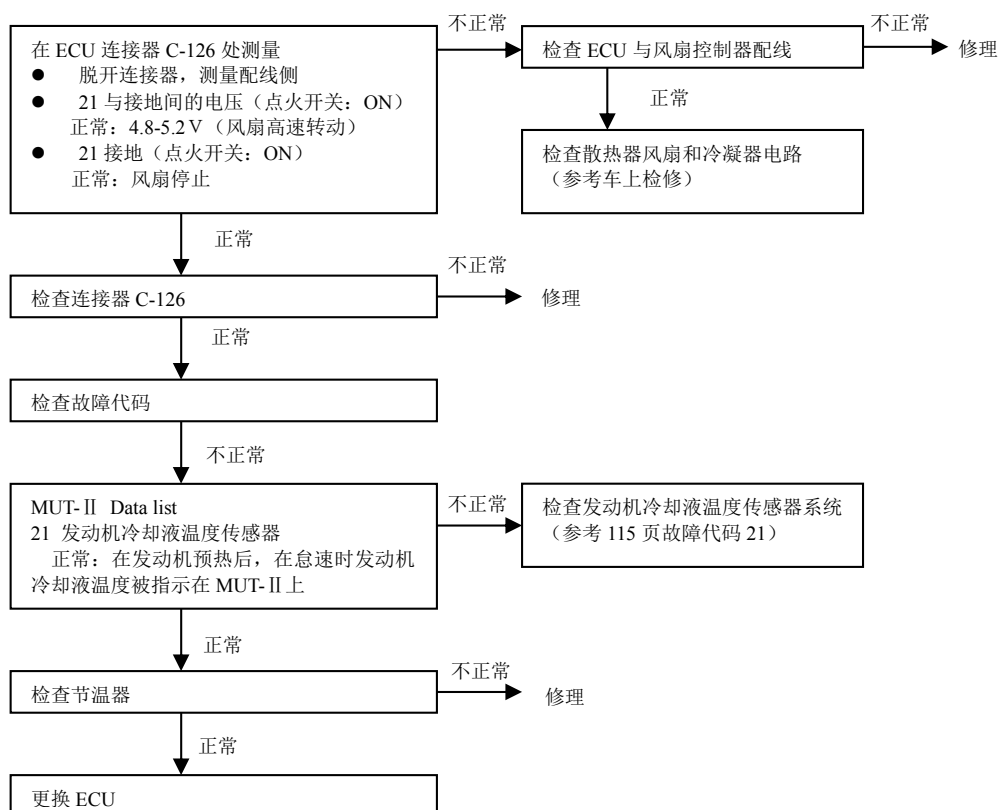 不正常
不正常
在 ECU 连接器 C-126 处测量
● 脱开连接器，测量配线侧
● 21 与接地间的电压（点火开关：ON）
正常：4.8-5.2V（风扇高速转动）
● 21 接地（点火开关：ON）
正常：风扇停止
检查 ECU 与风扇控制器配线
修理
正常
检查散热器风扇和冷凝器电路
（参考车上检修）
正常
不正常
检查连接器 C-126
修理
正常
检查故障代码
不正常
MUT-Ⅱ Data list
21 发动机冷却液温度传感器
正常：在发动机预热后，在怠速时发动机
冷却液温度被指示在 MUT-Ⅱ上
不正常
检查发动机冷却液温度传感器系统
（参考 115 页故障代码 21）
正常
不正常
检查节温器
修理
正常
更换 ECU